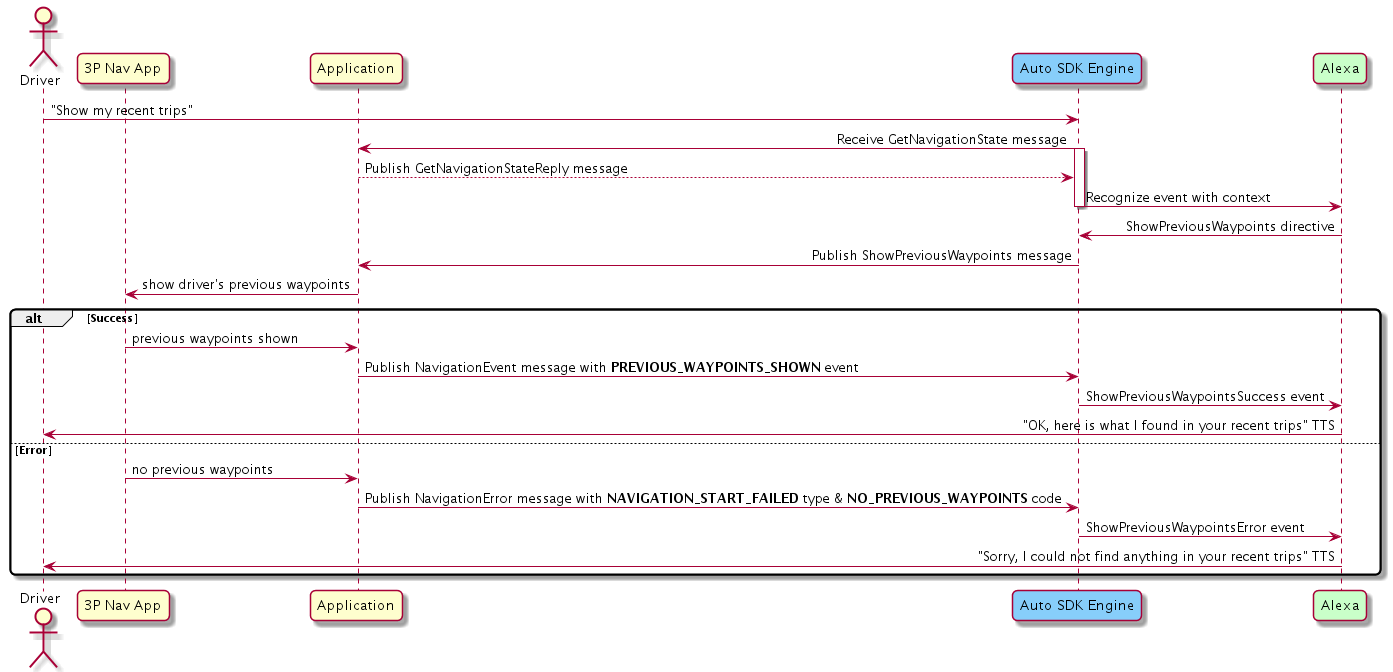 Driver
3P Nav App
Application
Auto SDK Engine
Alexa
"Show my recent trips"
Receive GetNavigationState message
Publish GetNavigationStateReply message
Recognize event with context
ShowPreviousWaypoints directive
Publish ShowPreviousWaypoints message
show driver's previous waypoints
alt [Success]
previous waypoints shown
Publish NavigationEvent message with PREVIOUS_WAYPOINTS_SHOWN event
ShowPreviousWaypointsSuccess event
"OK, here is what I found in your recent trips" TTS
[Error]
no previous waypoints
Publish NavigationError message with NAVIGATION_START_FAILED type & NO_PREVIOUS_WAYPOINTS code
ShowPreviousWaypointsError event
"Sorry, I could not find anything in your recent trips" TTS
Driver
3P Nav App
Application
Auto SDK Engine
Alexa